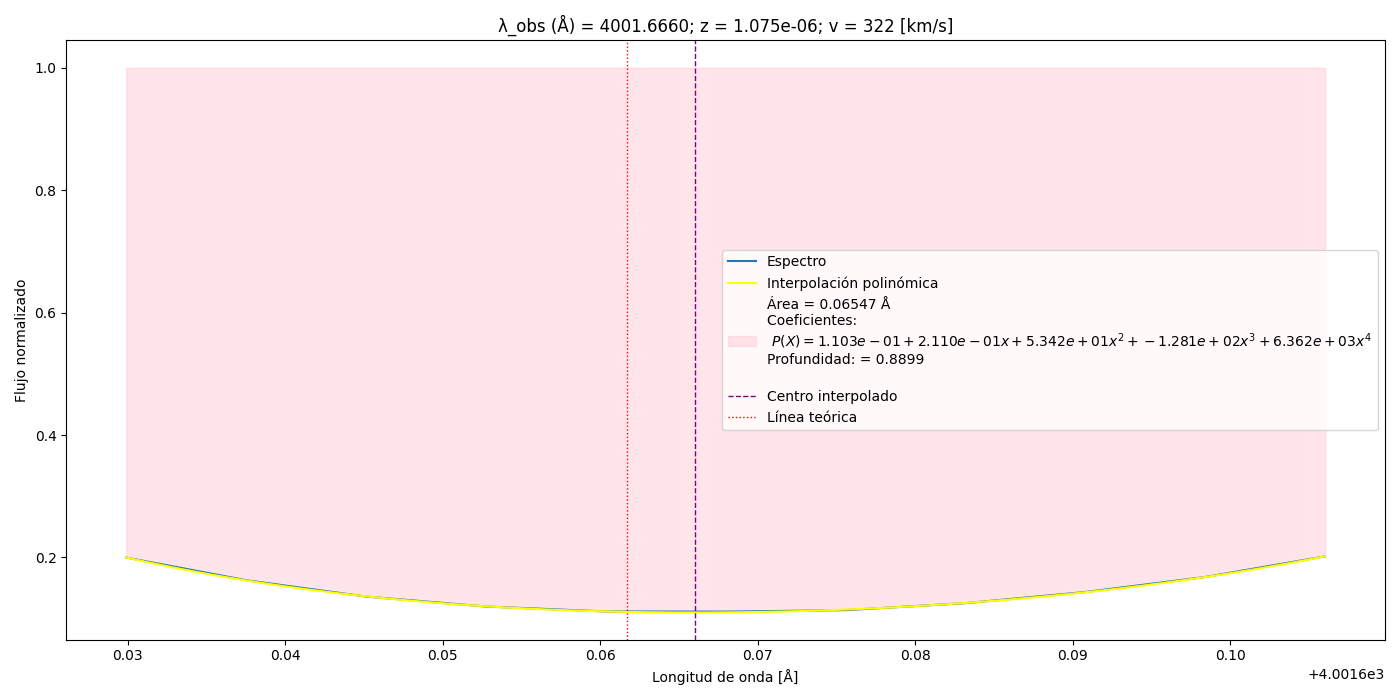 λ_obs (Å) = 4001.6660; z = 1.075e-06; v = 322 [km/s]
Flujo normalizado
1.0
0.8
0.6
0.4
0.2
Espectro
Interpolación polinómica
Área = 0.06547 Å
Coeficientes:
P(X) = 1.103e − 01 + 2.110e − 01x + 5.342e + 01x² + −1.281e + 02x³ + 6.362e + 03x⁴
Profundidad: = 0.8899
Centro interpolado
Línea teórica
0.03 0.04 0.05 0.06 0.07 0.08 0.09 0.10
+4.0016e3
Longitud de onda [Å]